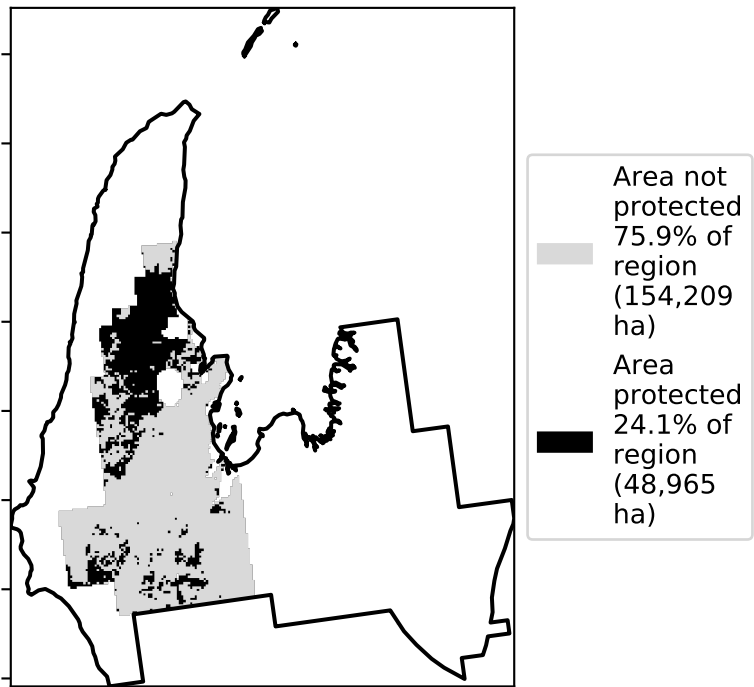 Area not
protected
75.9% of
region
(154,209
ha)
Area
protected
24.1% of
region
(48,965
ha)